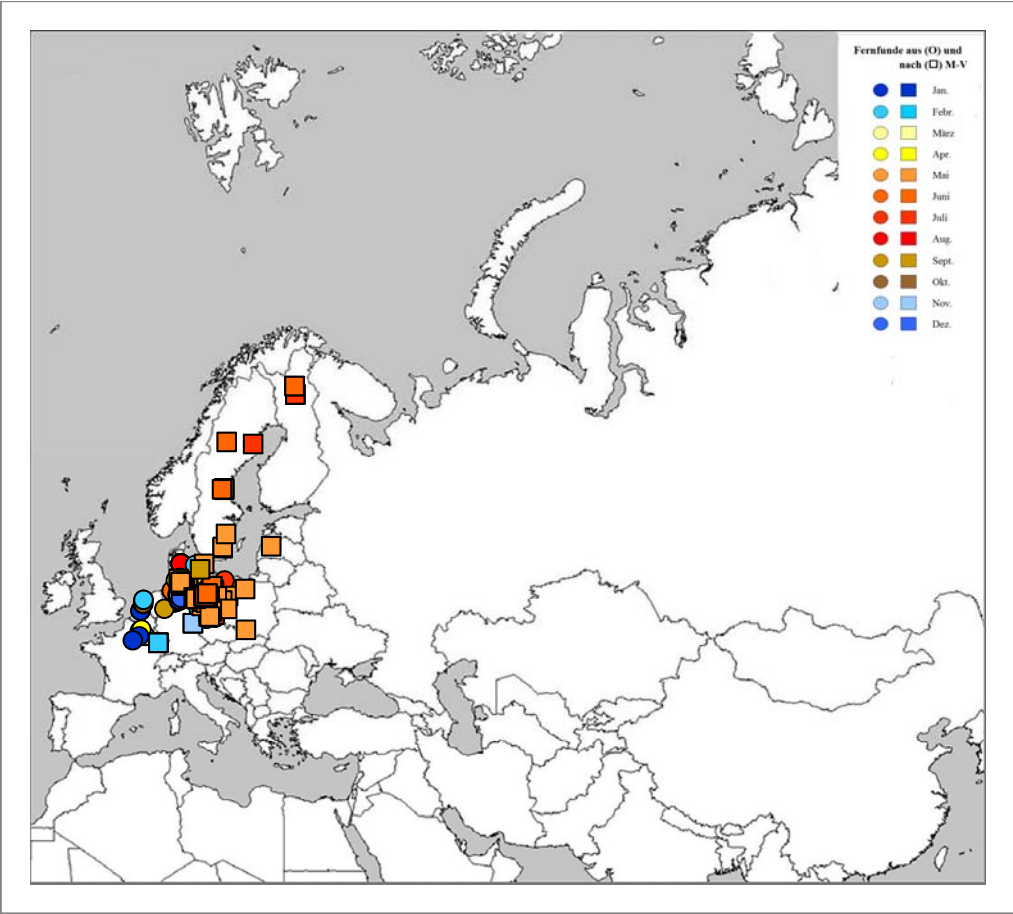 Fernfunde aus (O) und
nach (□) M-V
Jan.
Febr.
März
Apr.
Mai
Juni
Juli
Aug.
Sept.
Okt.
Nov.
Dez.